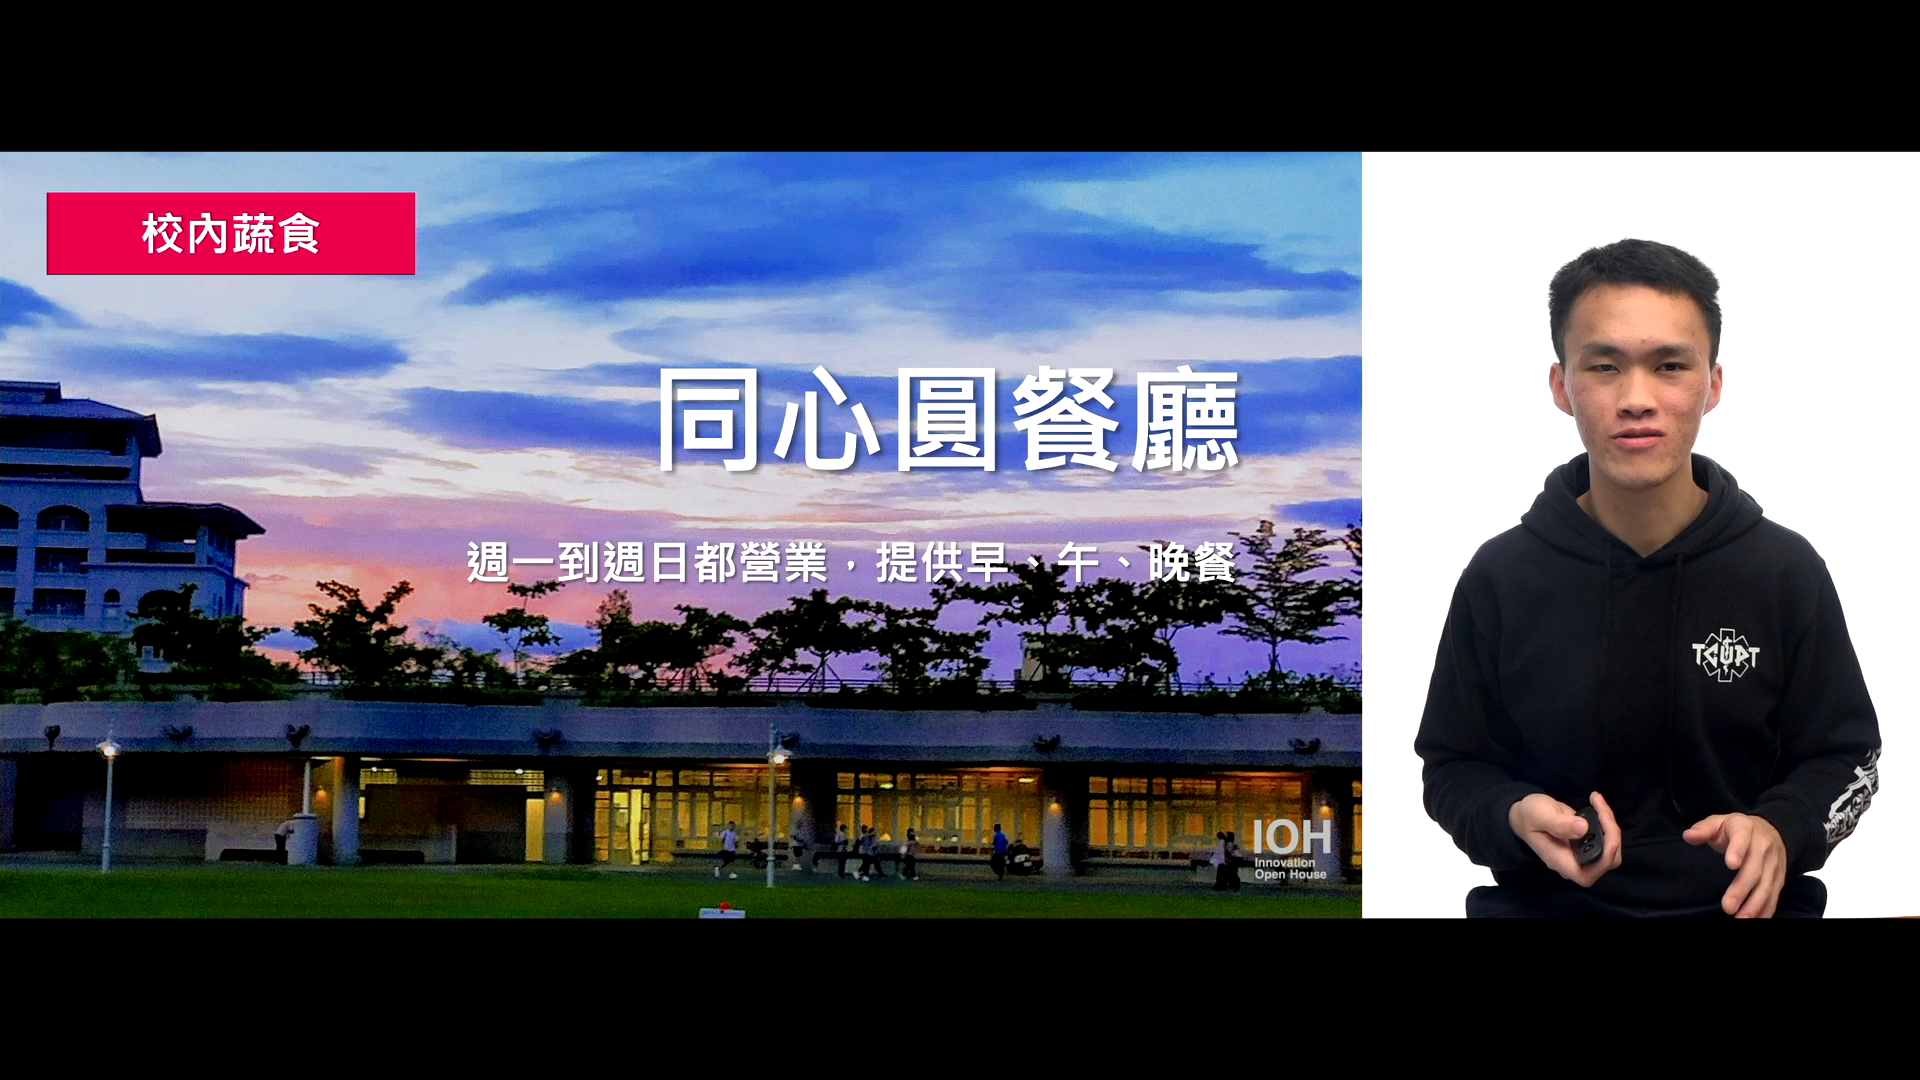 校內蔬食
同心圓餐廳
週一到週日都營業，提供早、午、晚餐
IOH
Innovation
Open House
TCUPT